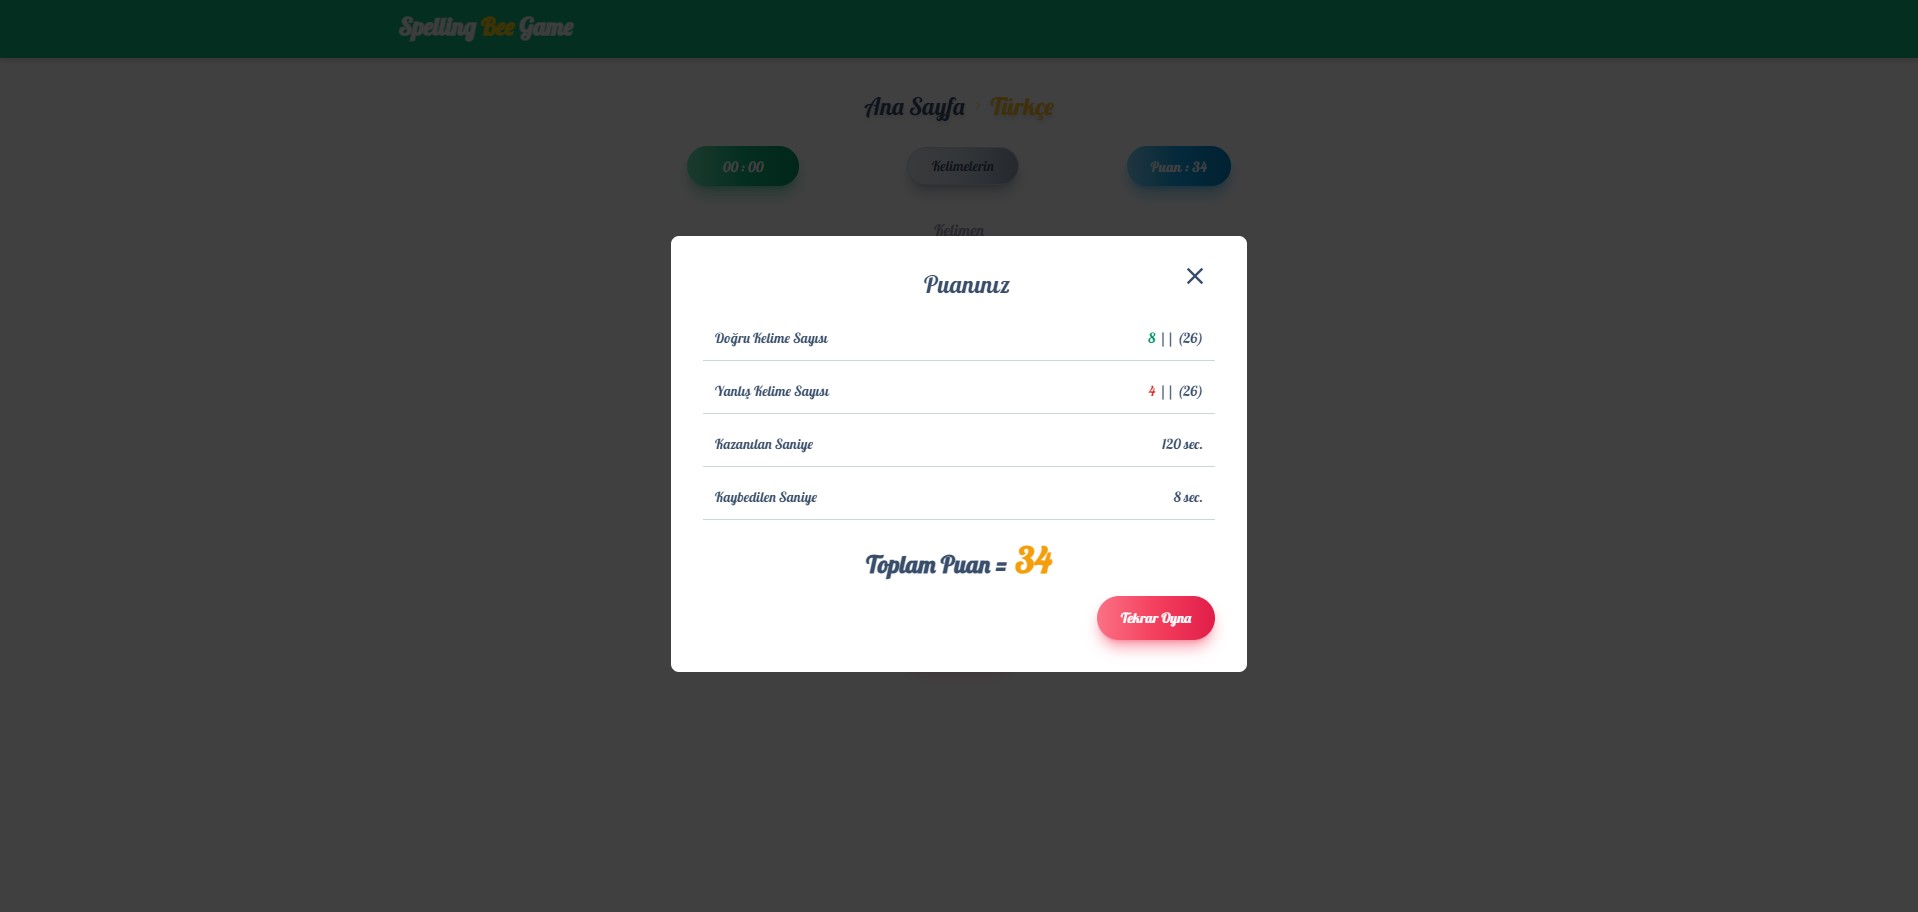 Spelling Bee Game
Ana Sayfa Türkçe
00 : 00
Kelimelerin
Puan : 34
Kelimen
Puanınız
Doğru Kelime Sayısı 8 || (26)
Yanlış Kelime Sayısı 4 || (26)
Kazanılan Saniye 120 sec.
Kaybedilen Saniye 8 sec.
Toplam Puan = 34
Tekrar Oyna